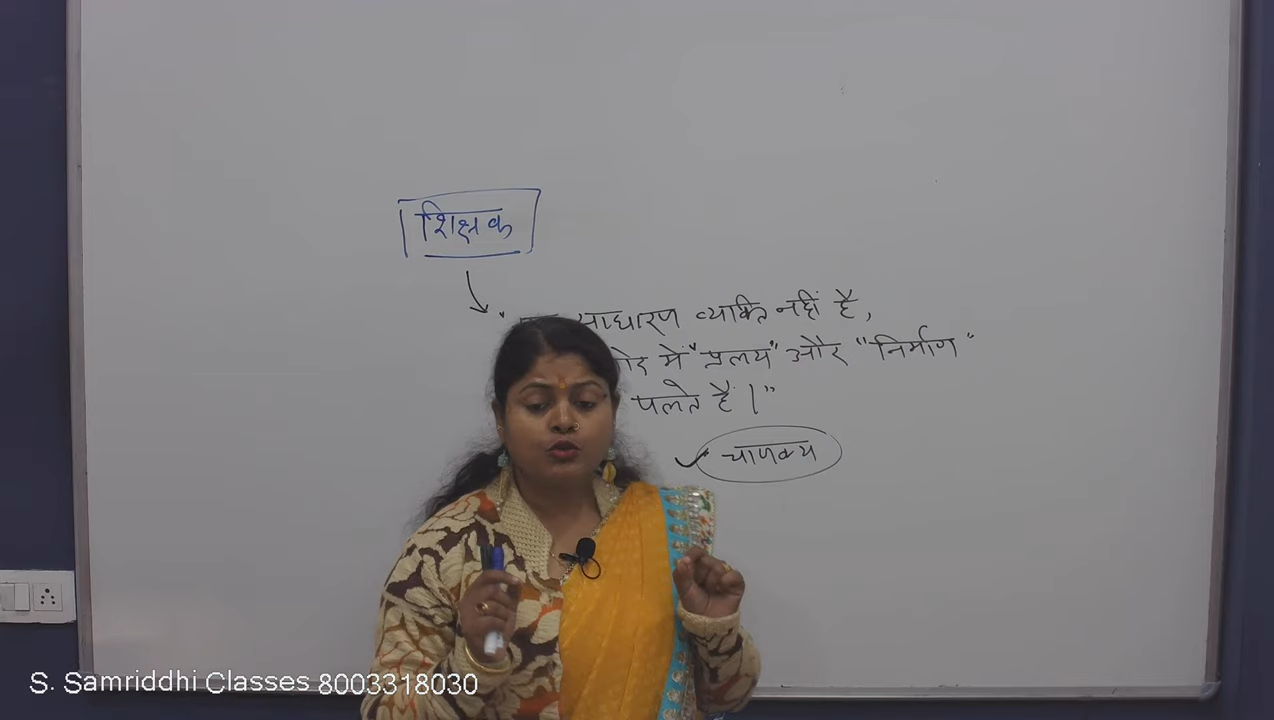 शिक्षक
" साधारण व्यक्ति नहीं है,
में "प्रलय" और "निर्माण"
पलते हैं।"
चाणक्य
S. Samriddhi Classes 8003318030